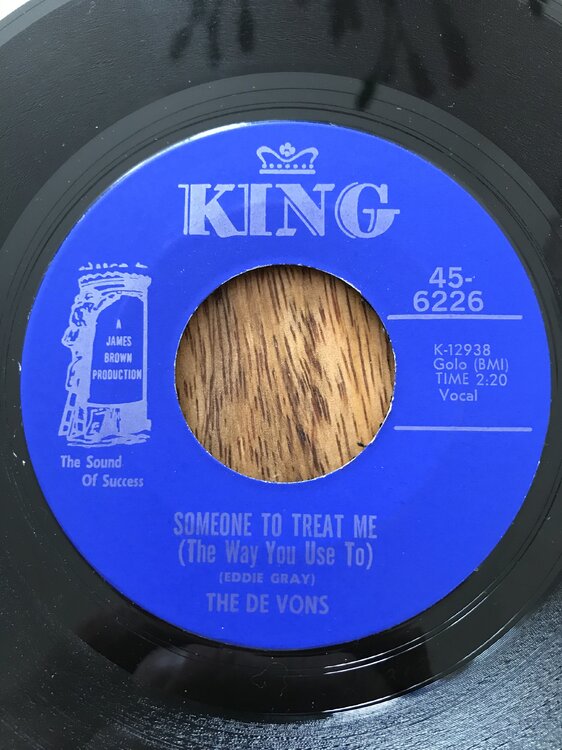 KING
45-
6226
A
JAMES
BROWN
PRODUCTION
K-12938
Golo (BMI)
TIME 2:20
Vocal
The Sound
Of Success
SOMEONE TO TREAT ME
(The Way You Use To)
(EDDIE GRAY)
THE DE VONS